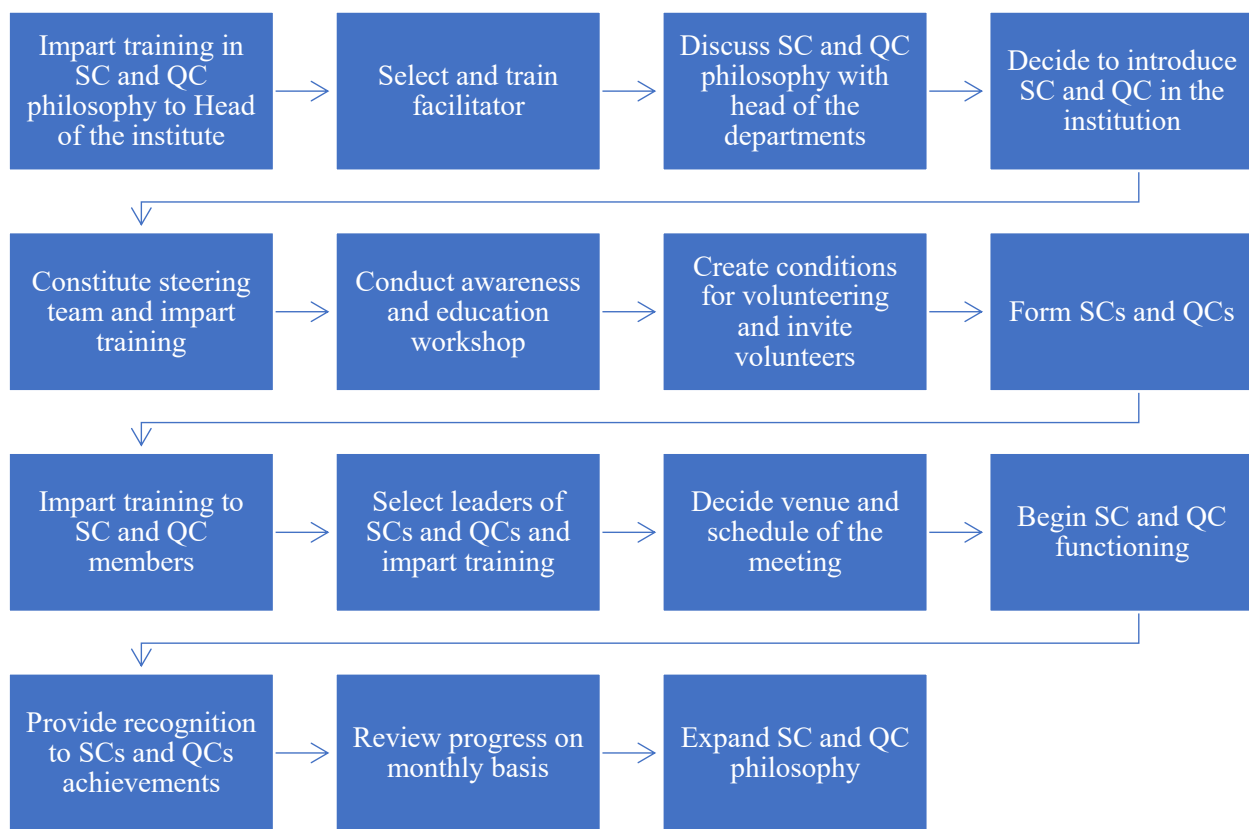 Impart training in
SC and QC
philosophy to Head
of the institute
Select and train
facilitator
Discuss SC and QC
philosophy with
head of the
departments
Decide to introduce
SC and QC in the
institution
Constitute steering
team and impart
training
Conduct awareness
and education
workshop
Create conditions
for volunteering
and invite
volunteers
Form SCs and QCs
Impart training to
SC and QC
members
Select leaders of
SCs and QCs and
impart training
Decide venue and
schedule of the
meeting
Begin SC and QC
functioning
Provide recognition
to SCs and QCs
achievements
Review progress on
monthly basis
Expand SC and QC
philosophy